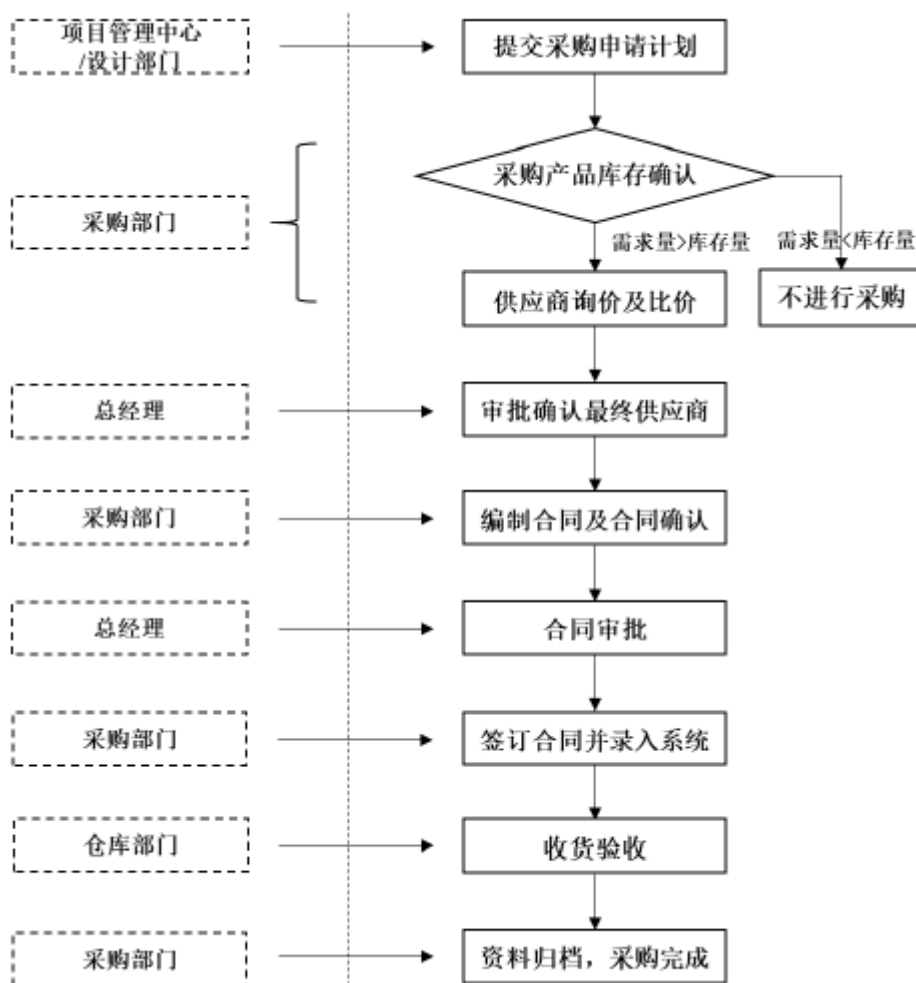 项目管理中心
/设计部门
提交采购申请计划
采购产品库存确认
采购部门
需求量>库存量
需求量<库存量
供应商询价及比价
不进行采购
总经理
审批确认最终供应商
采购部门
编制合同及合同确认
总经理
合同审批
采购部门
签订合同并录入系统
仓库部门
收货验收
采购部门
资料归档，采购完成